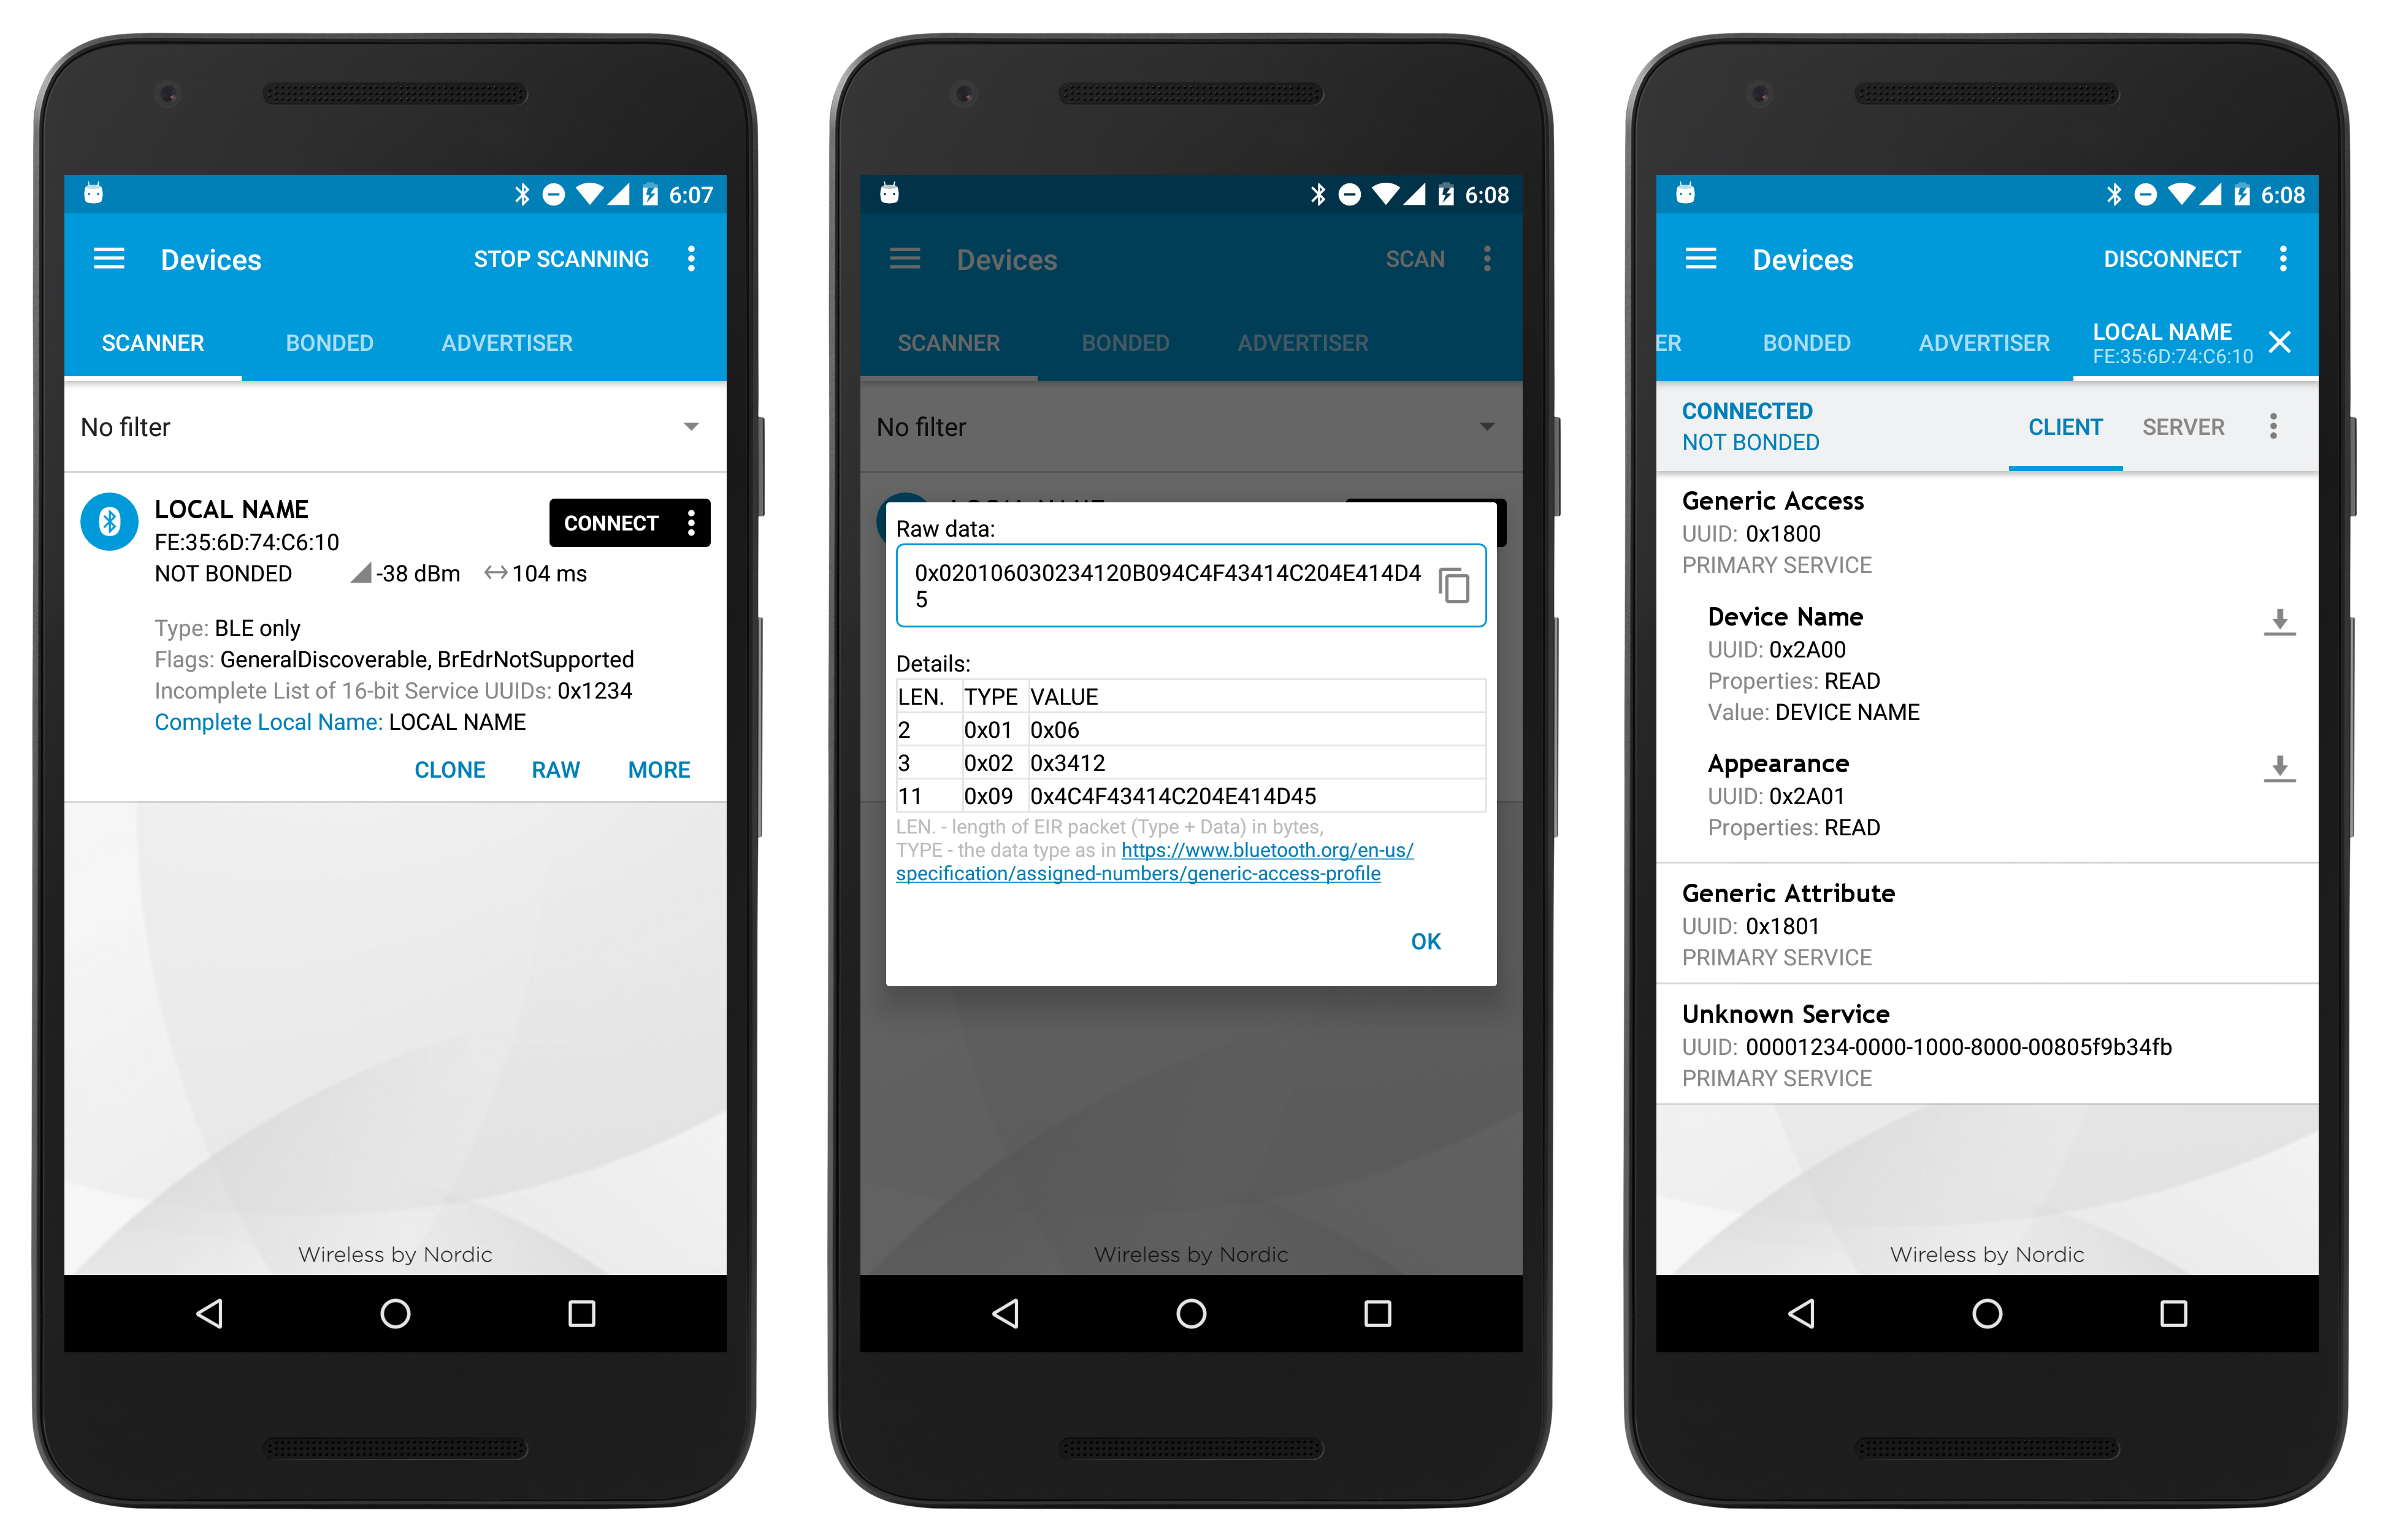 6:07
Devices
STOP SCANNING
SCANNER BONDED ADVERTISER
No filter
LOCAL NAME
CONNECT
FE:35:6D:74:C6:10
NOT BONDED -38 dBm 104 ms
Type: BLE only
Flags: GeneralDiscoverable, BrEdrNotSupported
Incomplete List of 16-bit Service UUIDs: 0x1234
Complete Local Name: LOCAL NAME
CLONE RAW MORE
Wireless by Nordic
6:08
Devices
SCAN
SCANNER BONDED ADVERTISER
No filter
Raw data:
0x020106030234120B094C4F43414C204E414D4
5
Details:
LEN. TYPE VALUE
2 0x01 0x06
3 0x02 0x3412
11 0x09 0x4C4F43414C204E414D45
LEN. - length of EIR packet (Type + Data) in bytes,
TYPE - the data type as in https://www.bluetooth.org/en-us/
specification/assigned-numbers/generic-access-profile
OK
Wireless by Nordic
6:08
Devices
DISCONNECT
ER BONDED ADVERTISER LOCAL NAME
FE:35:6D:74:C6:10
CONNECTED
NOT BONDED
CLIENT SERVER
Generic Access
UUID: 0x1800
PRIMARY SERVICE
Device Name
UUID: 0x2A00
Properties: READ
Value: DEVICE NAME
Appearance
UUID: 0x2A01
Properties: READ
Generic Attribute
UUID: 0x1801
PRIMARY SERVICE
Unknown Service
UUID: 00001234-0000-1000-8000-00805f9b34fb
PRIMARY SERVICE
Wireless by Nordic